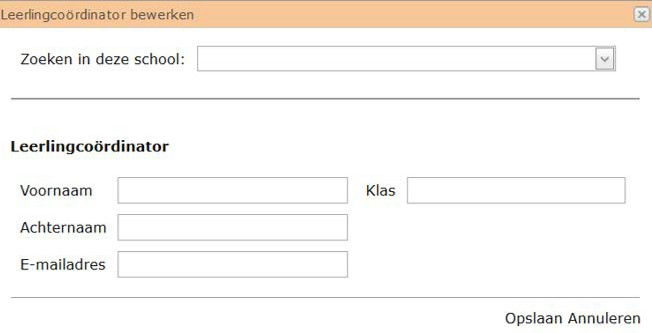 Leerlingcoördinator bewerken
Zoeken in deze school:
Leerlingcoördinator
Voornaam Klas
Achternaam
E-mailadres
Opslaan Annuleren